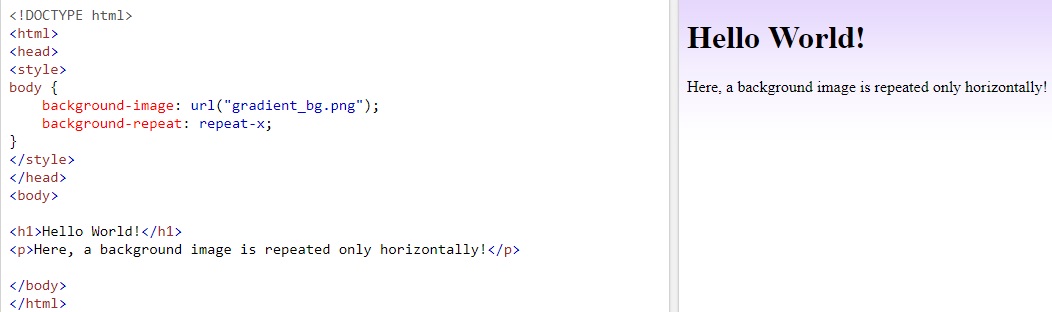 <!DOCTYPE html>
<html>
<head>
<style>
body {
    background-image: url("gradient_bg.png");
    background-repeat: repeat-x;
}
</style>
</head>
<body>

<h1>Hello World!</h1>
<p>Here, a background image is repeated only horizontally!</p>

</body>
</html>
Hello World!
Here, a background image is repeated only horizontally!